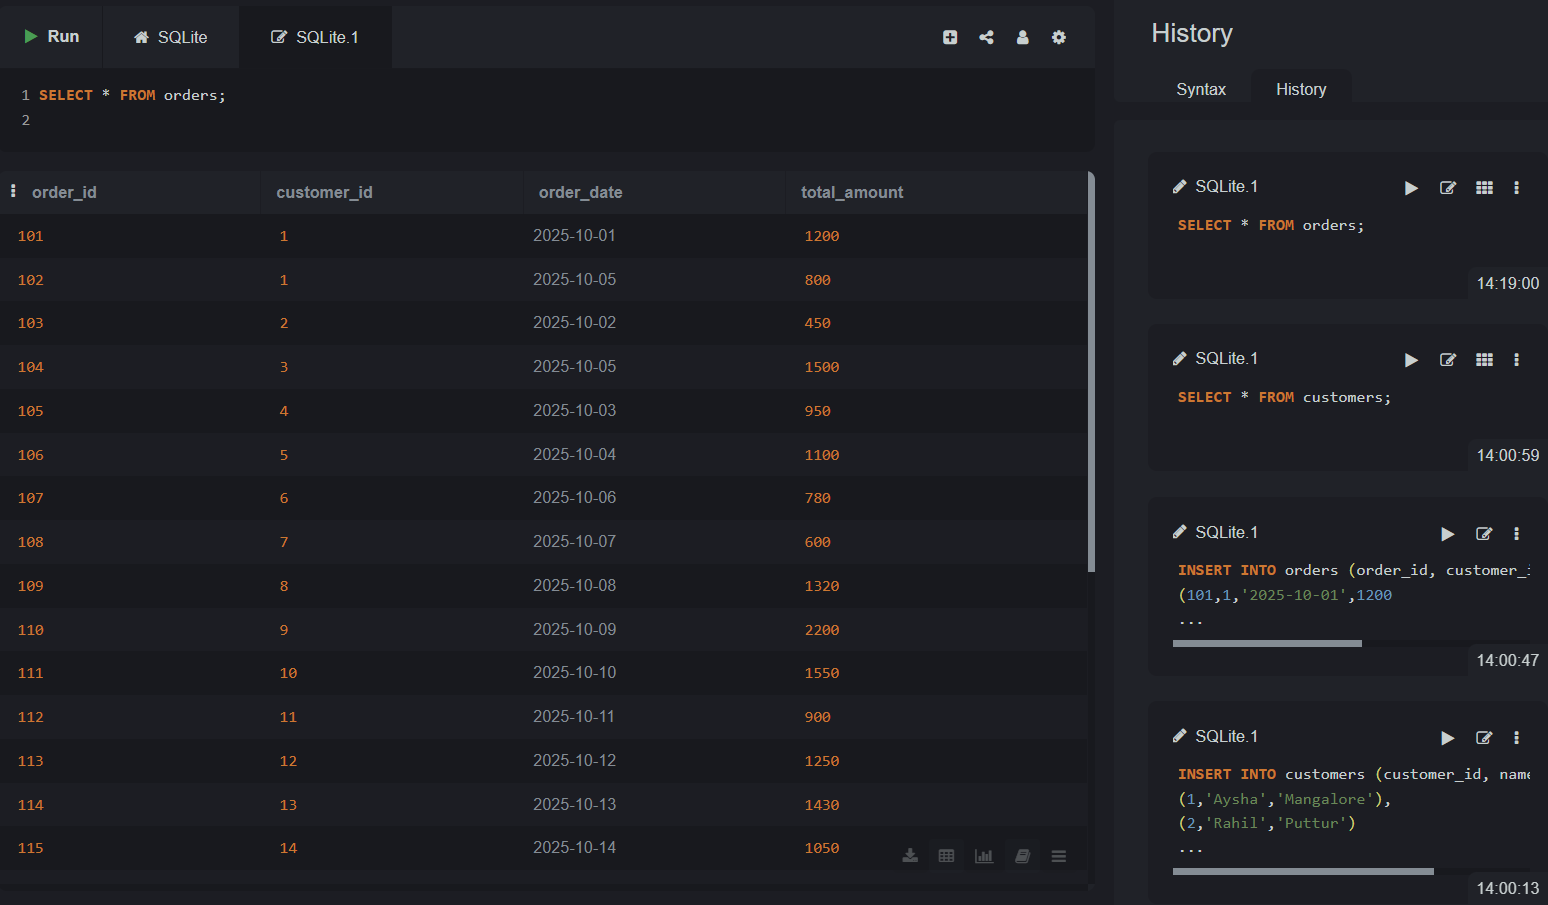 Run SQLite SQLite.1
1 SELECT * FROM orders;
2
order_id customer_id order_date total_amount
101 1 2025-10-01 1200
102 1 2025-10-05 800
103 2 2025-10-02 450
104 3 2025-10-05 1500
105 4 2025-10-03 950
106 5 2025-10-04 1100
107 6 2025-10-06 780
108 7 2025-10-07 600
109 8 2025-10-08 1320
110 9 2025-10-09 2200
111 10 2025-10-10 1550
112 11 2025-10-11 900
113 12 2025-10-12 1250
114 13 2025-10-13 1430
115 14 2025-10-14 1050
History
Syntax History
SQLite.1
SELECT * FROM orders;
14:19:00
SQLite.1
SELECT * FROM customers;
14:00:59
SQLite.1
INSERT INTO orders (order_id, customer_
(101,1,'2025-10-01',1200
...
14:00:47
SQLite.1
INSERT INTO customers (customer_id, name
(1,'Aysha','Mangalore'),
(2,'Rahil','Puttur')
...
14:00:13